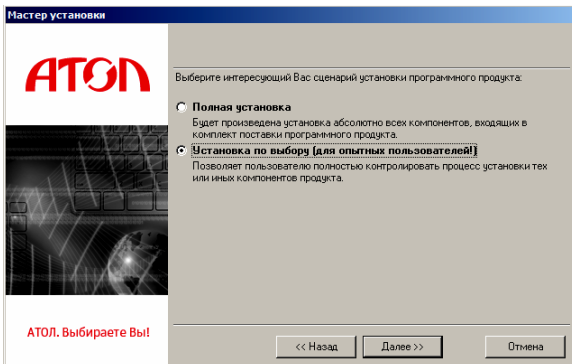 Мастер установки
АТОЛ
Выберите интересующий Вас сценарий установки программного продукта:
Полная установка
Будет произведена установка абсолютно всех компонентов, входящих в
комплект поставки программного продукта.
Установка по выбору (для опытных пользователей!)
Позволяет пользователю полностью контролировать процесс установки тех
или иных компонентов продукта.
АТОЛ. Выбираете Вы!
<< Назад
Далее >>
Отмена